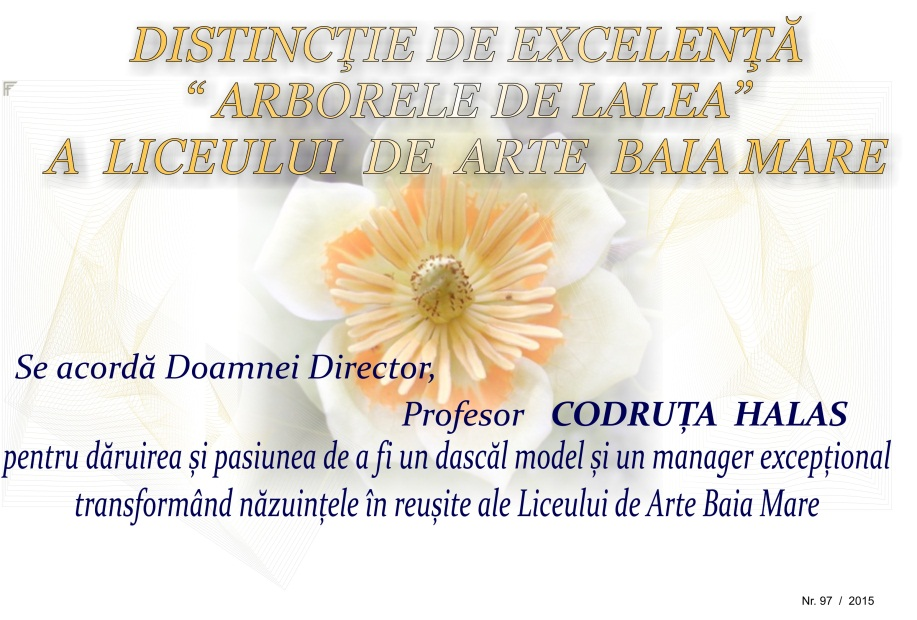 DISTINCŢIE DE EXCELENŢĂ
“ ARBORELE DE LALEA”
A LICEULUI DE ARTE BAIA MARE
Se acordă Doamnei Director,
Profesor CODRUȚA HALAS
pentru dăruirea și pasiunea de a fi un dascăl model și un manager excepțional
transformând năzuințele în reușite ale Liceului de Arte Baia Mare
Nr. 97 / 2015